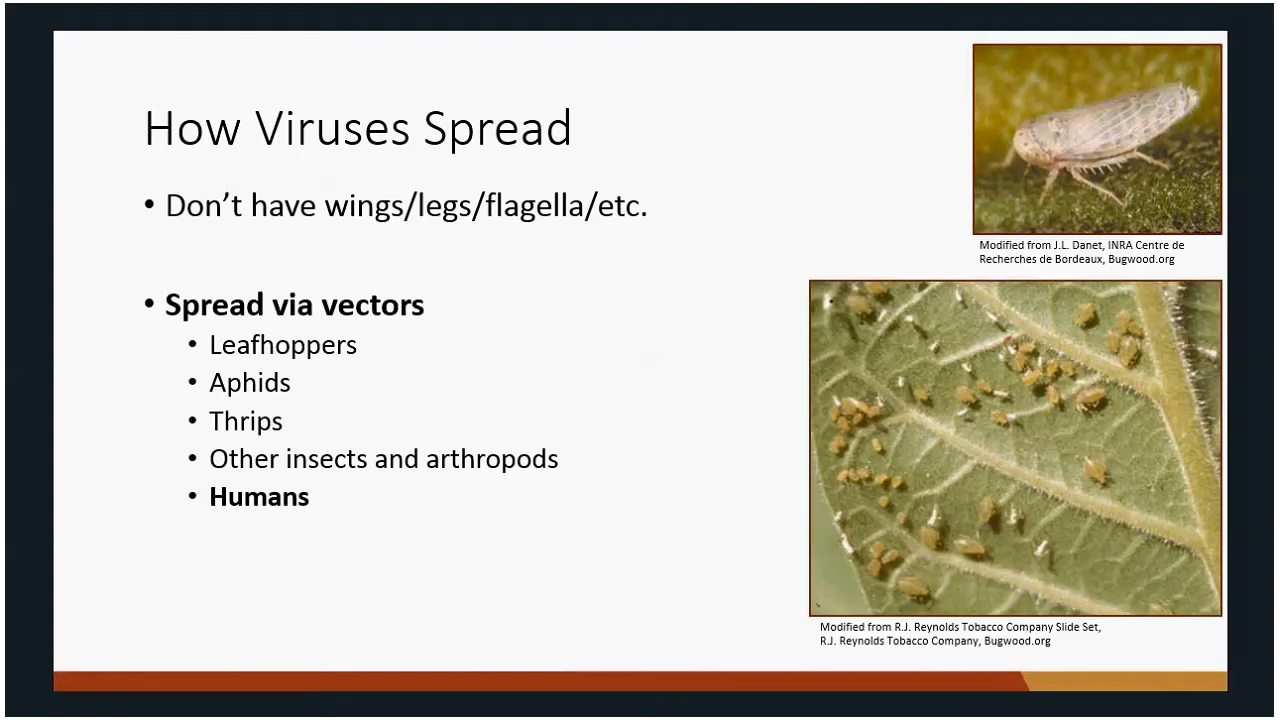 How Viruses Spread
• Don’t have wings/legs/flagella/etc.
• Spread via vectors
• Leafhoppers
• Aphids
• Thrips
• Other insects and arthropods
• Humans
Modified from J.L. Danet, INRA Centre de
Recherches de Bordeaux, Bugwood.org
Modified from R.J. Reynolds Tobacco Company Slide Set,
R.J. Reynolds Tobacco Company, Bugwood.org